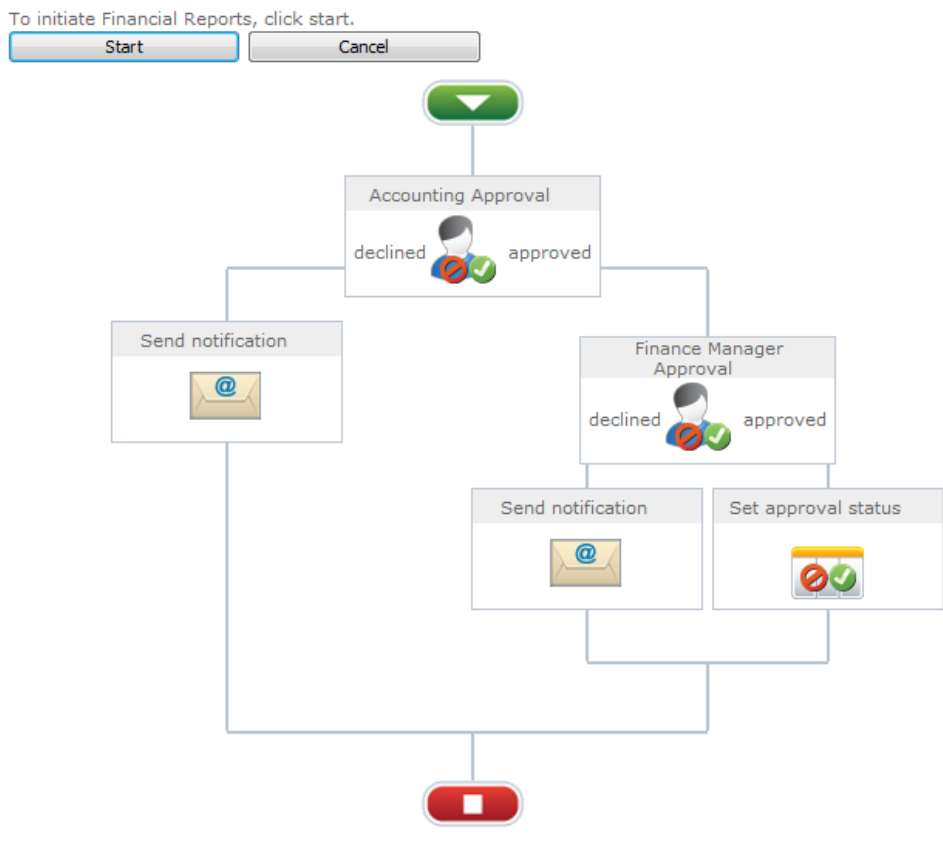 To initiate Financial Reports, click start.
Start
Cancel
Accounting Approval
declined
approved
Send notification
@
Finance Manager
Approval
declined
approved
Send notification
@
Set approval status